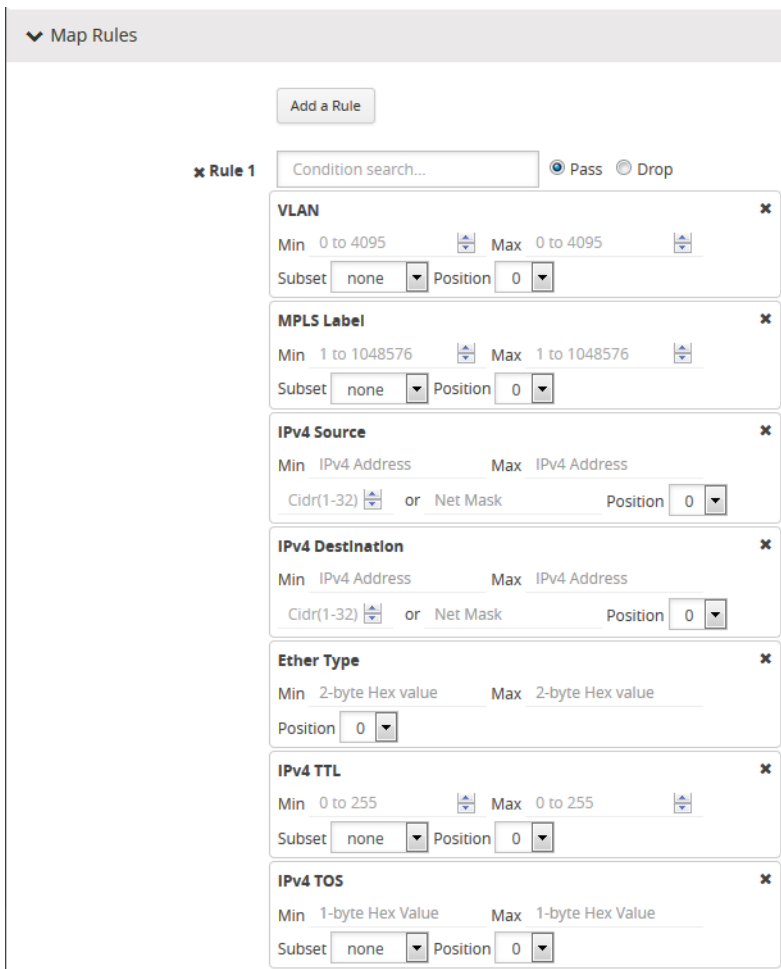 Map Rules
Add a Rule
Rule 1 Condition search... Pass Drop
VLAN
Min 0 to 4095 Max 0 to 4095
Subset none Position 0
MPLS Label
Min 1 to 1048576 Max 1 to 1048576
Subset none Position 0
IPv4 Source
Min IPv4 Address Max IPv4 Address
Cidr(1-32) or Net Mask Position 0
IPv4 Destination
Min IPv4 Address Max IPv4 Address
Cidr(1-32) or Net Mask Position 0
Ether Type
Min 2-byte Hex value Max 2-byte Hex value
Position 0
IPv4 TTL
Min 0 to 255 Max 0 to 255
Subset none Position 0
IPv4 TOS
Min 1-byte Hex Value Max 1-byte Hex Value
Subset none Position 0